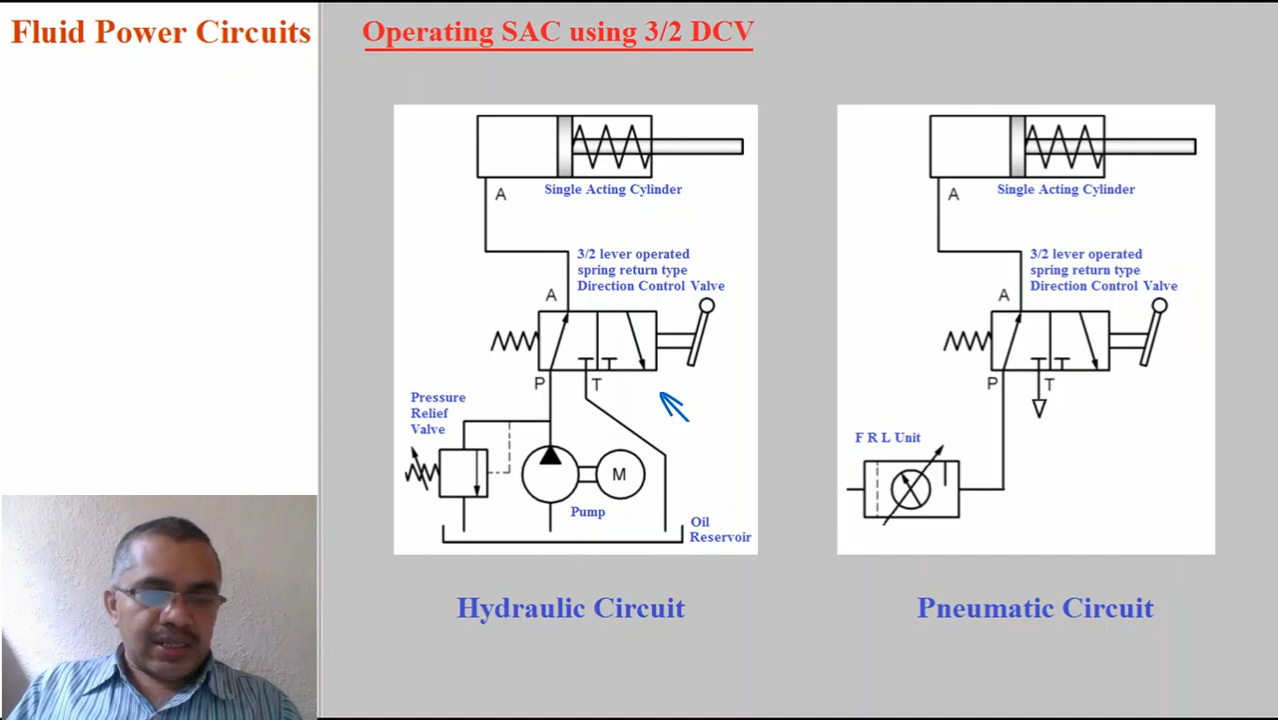 Fluid Power Circuits
Operating SAC using 3/2 DCV
A
Single Acting Cylinder
3/2 lever operated
spring return type
Direction Control Valve
A
P
T
Pressure
Relief
Valve
M
Pump
Oil
Reservoir
Hydraulic Circuit
A
Single Acting Cylinder
3/2 lever operated
spring return type
Direction Control Valve
A
P
T
F R L Unit
Pneumatic Circuit